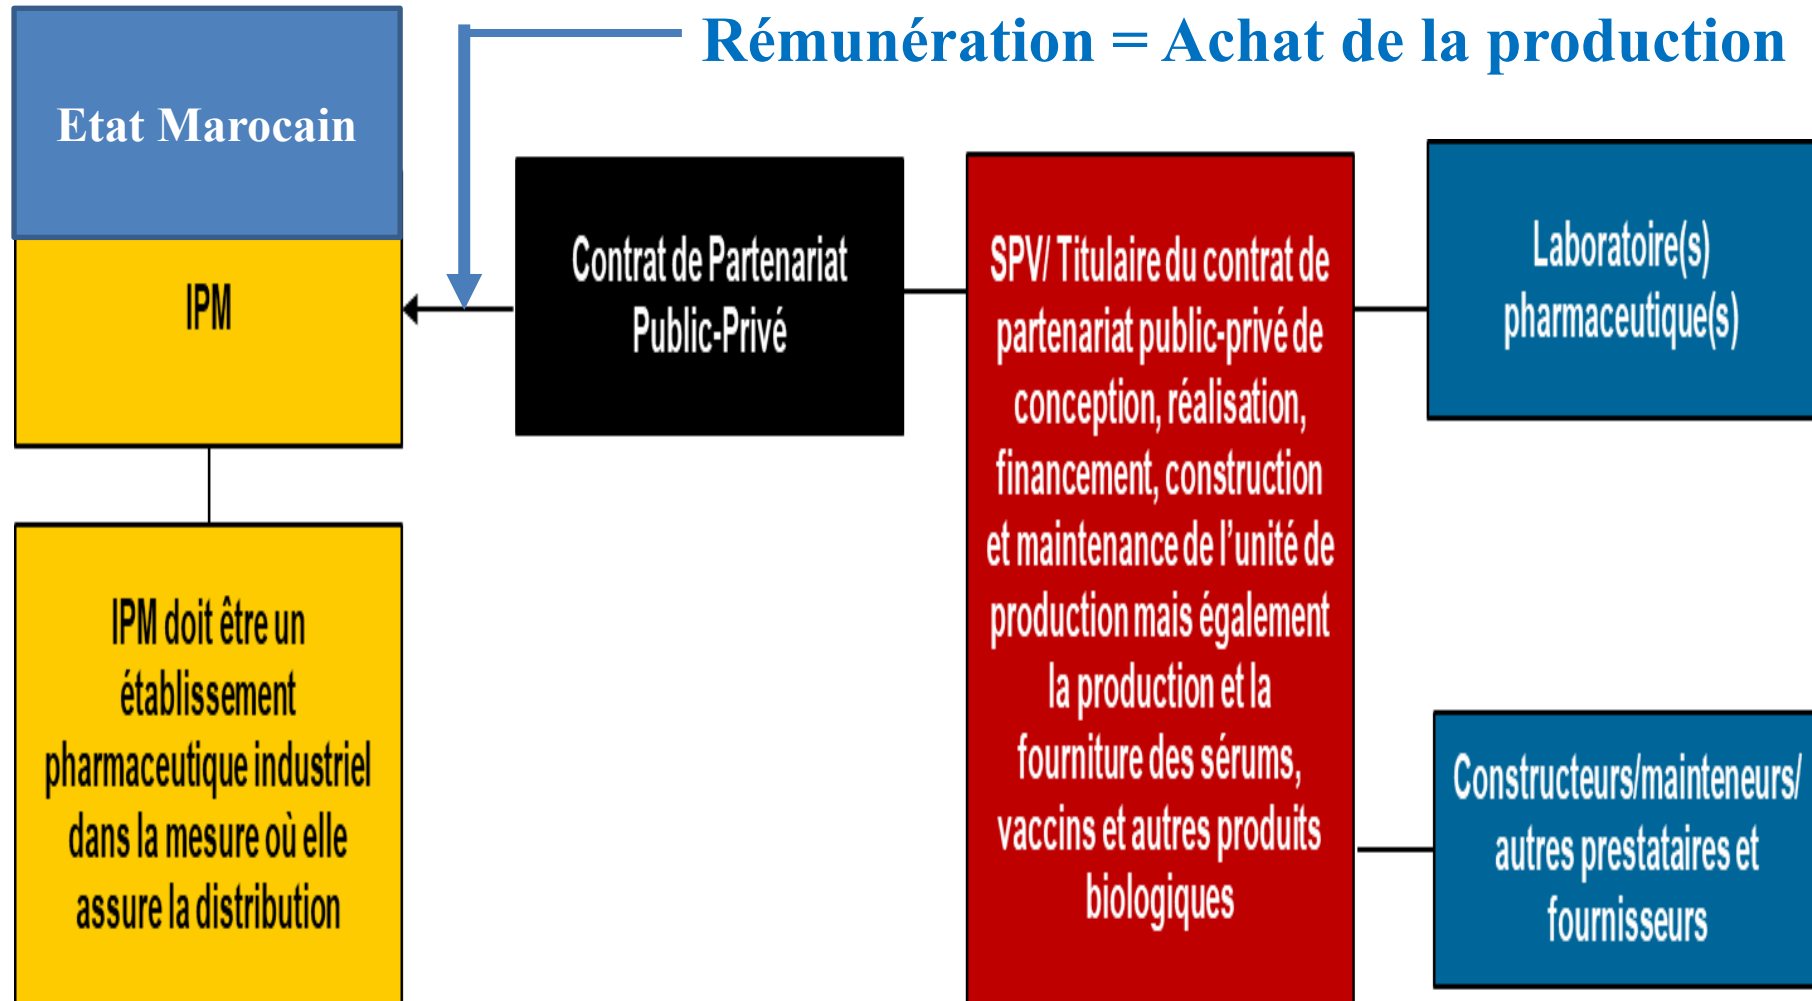 Rémunération = Achat de la production
Etat Marocain
IPM
Contrat de Partenariat
Public-Privé
SPV/ Titulaire du contrat de
partenariat public-privé de
conception, réalisation,
financement, construction
et maintenance de l’unité de
production mais également
la production et la
fourniture des sérums,
vaccins et autres produits
biologiques
Laboratoire(s)
pharmaceutique(s)
IPM doit être un
établissement
pharmaceutique industriel
dans la mesure où elle
assure la distribution
Constructeurs/mainteneurs/
autres prestataires et
fournisseurs